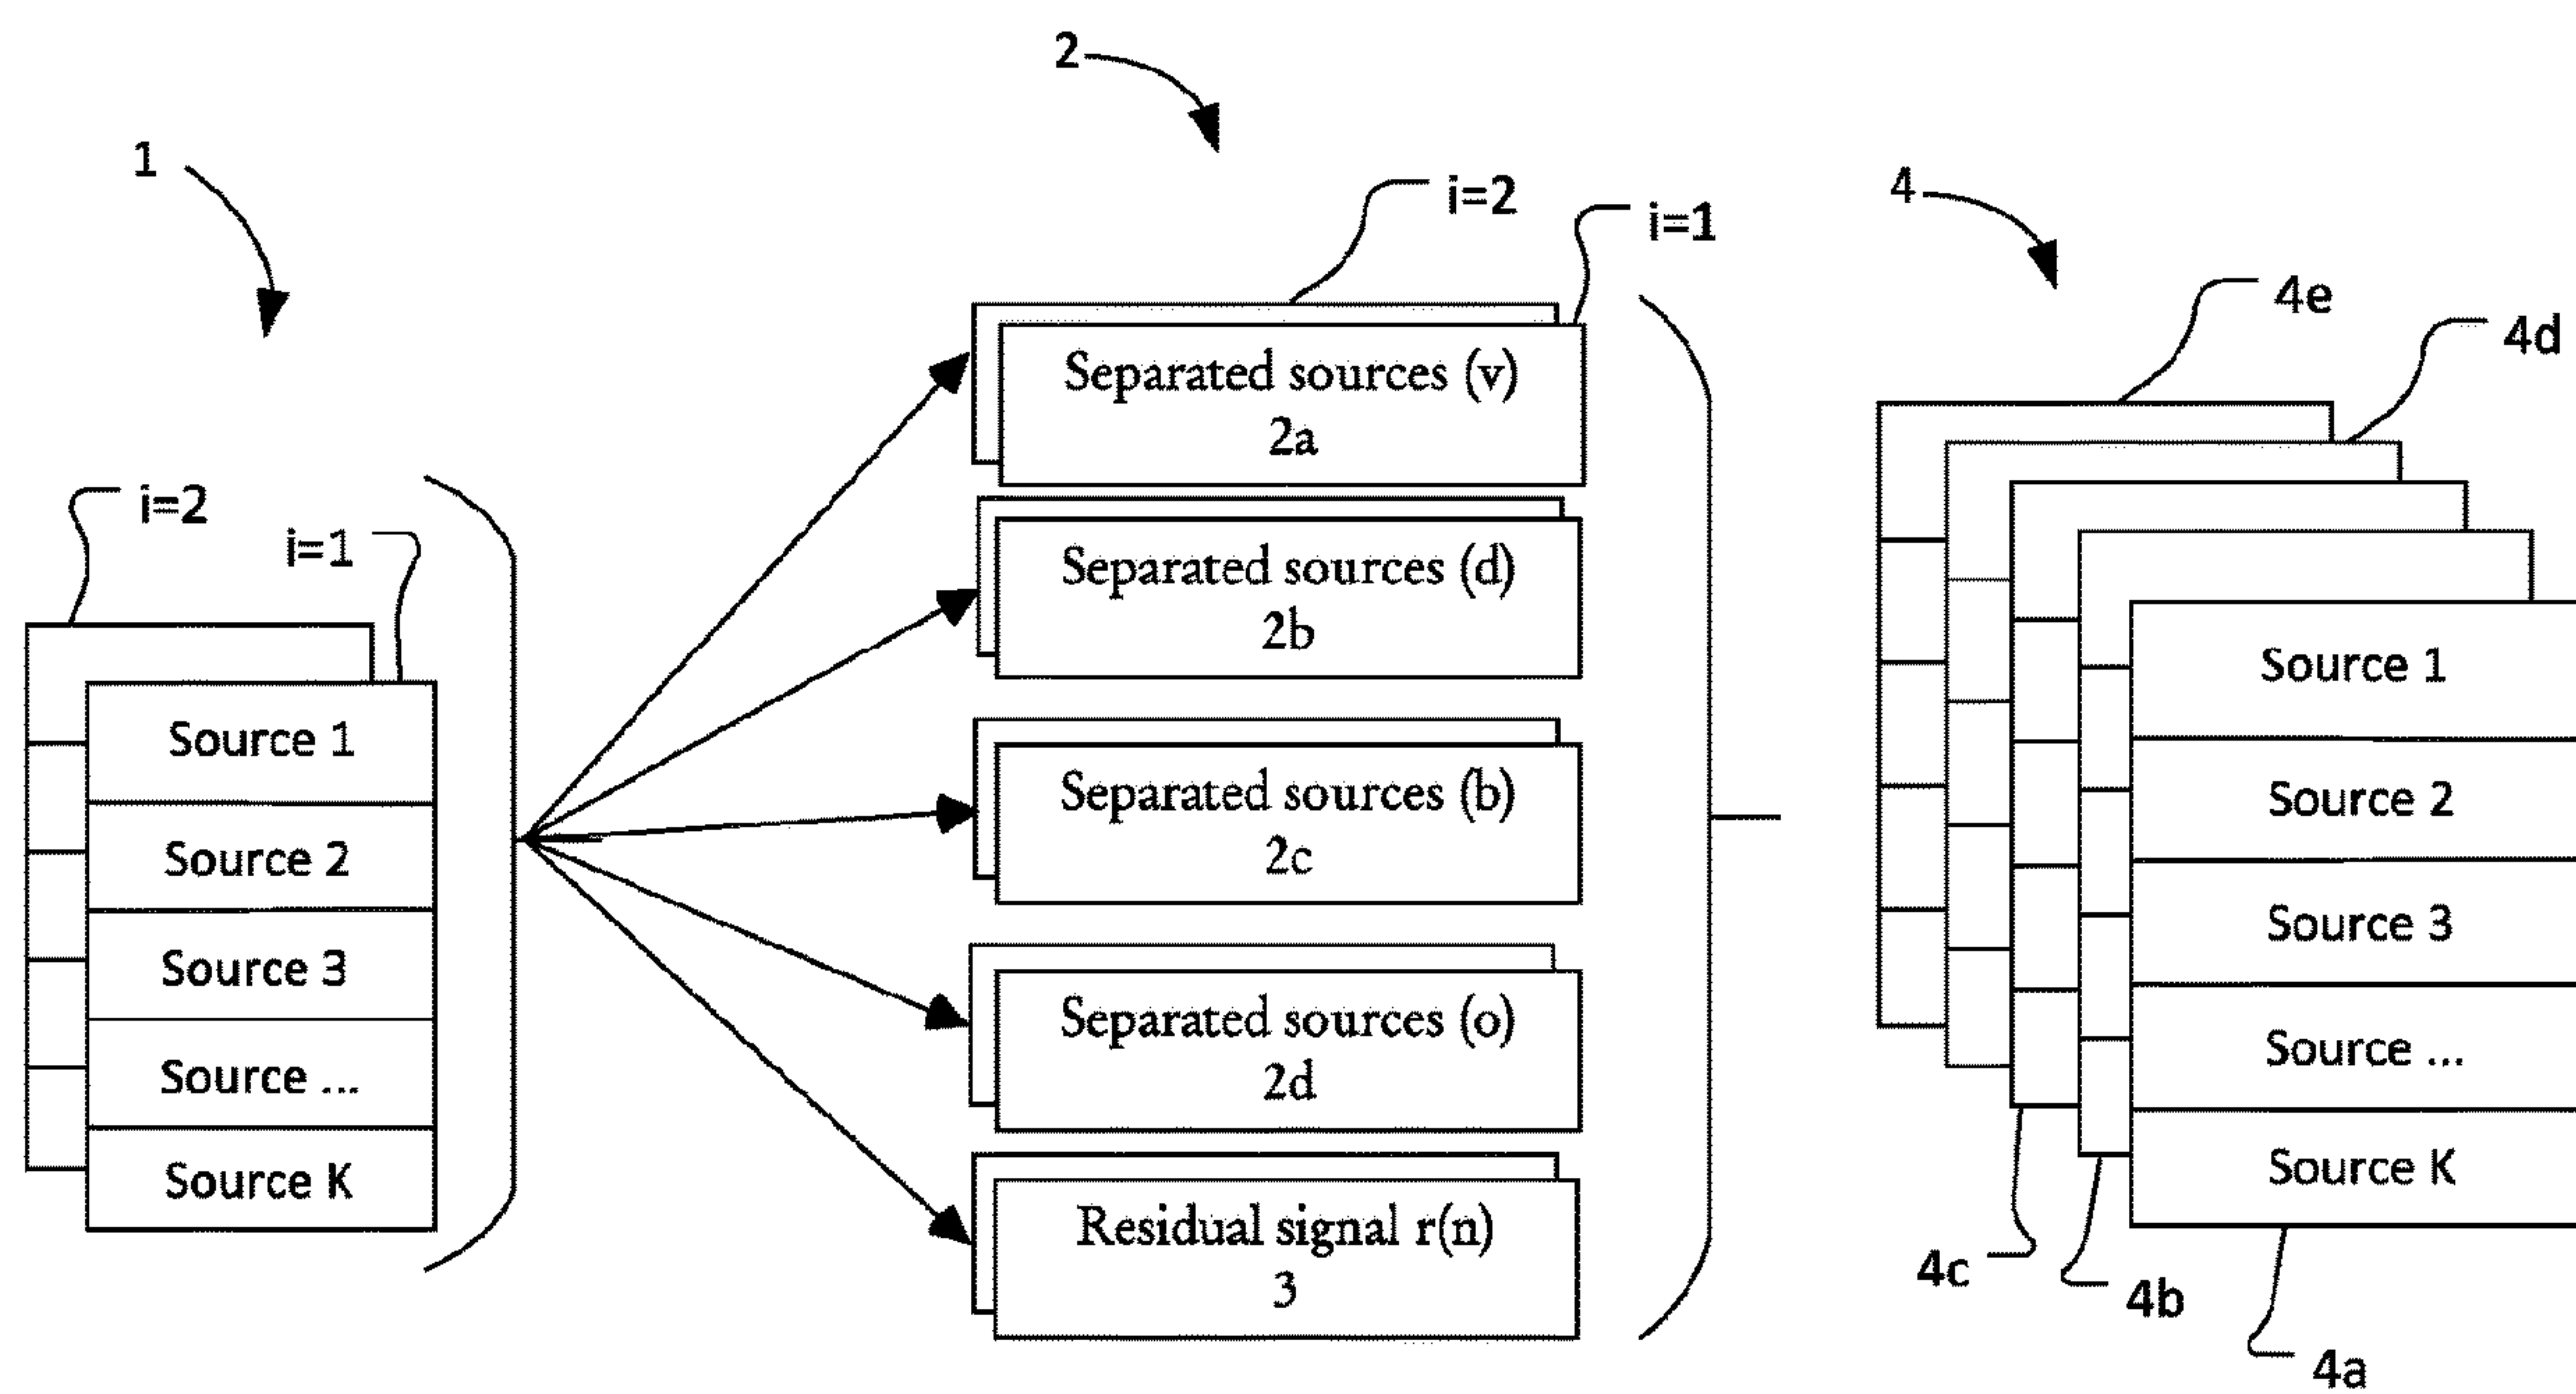 1
i=2
i=1
Source 1
Source 2
Source 3
Source ...
Source K
2
i=2
i=1
Separated sources (v)
2a
Separated sources (d)
2b
Separated sources (b)
2c
Separated sources (o)
2d
Residual signal r(n)
3
4
4e
4d
Source 1
Source 2
Source 3
Source ...
Source K
4c
4b
4a